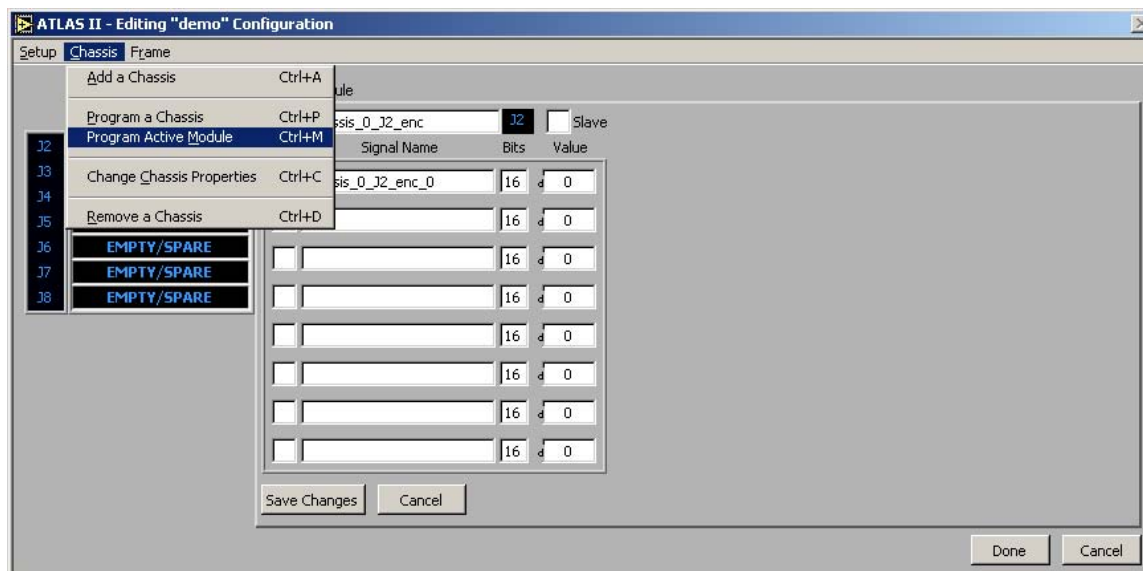 ATLAS II - Editing "demo" Configuration
Setup Chassis Frame
Add a Chassis Ctrl+A
Program a Chassis Ctrl+P
Program Active Module Ctrl+M
Change Chassis Properties Ctrl+C
Remove a Chassis Ctrl+D
ule
sis_0_J2_enc J2 Slave
Signal Name Bits Value
J2
sis_0_J2_enc_0 16 d 0
J3
J4
J5 16 d 0
J6 EMPTY/SPARE
16 d 0
J7 EMPTY/SPARE
J8 EMPTY/SPARE 16 d 0
16 d 0
16 d 0
16 d 0
16 d 0
Save Changes Cancel
Done Cancel